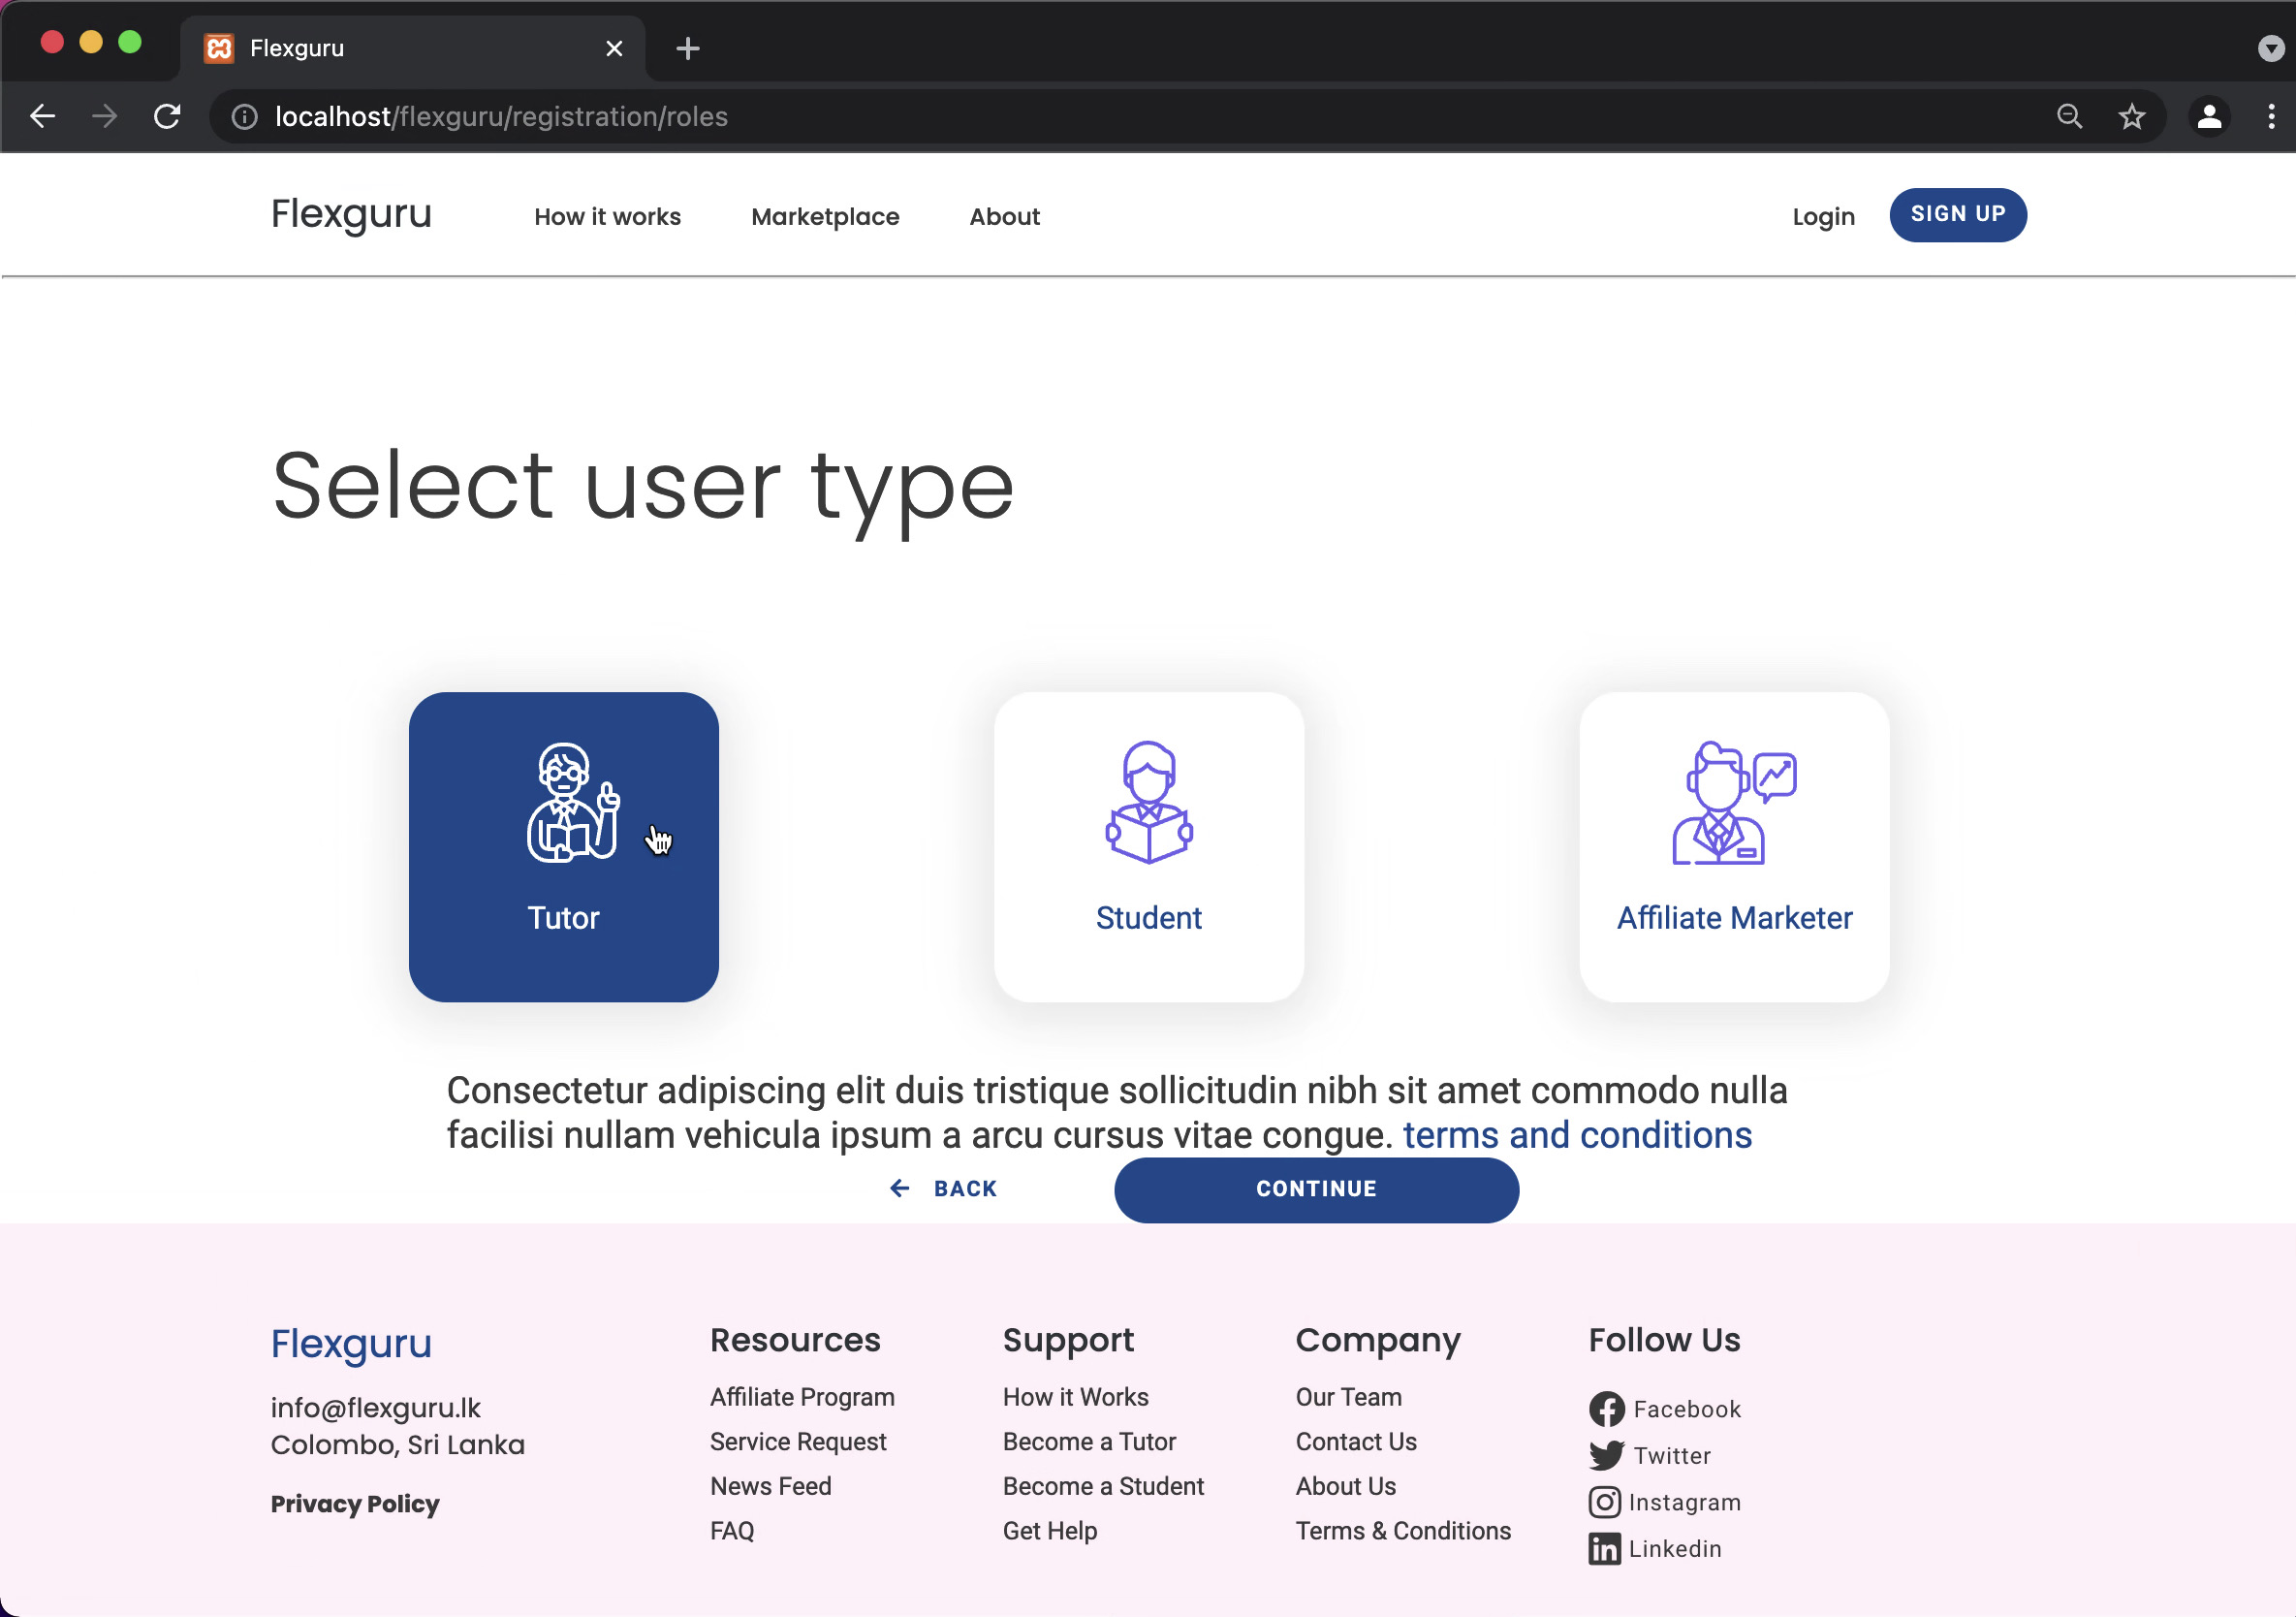 Flexguru
localhost/flexguru/registration/roles
Flexguru
How it works
Marketplace
About
Login
SIGN UP
Select user type
Tutor
Student
Affiliate Marketer
Consectetur adipiscing elit duis tristique sollicitudin nibh sit amet commodo nulla
facilisi nullam vehicula ipsum a arcu cursus vitae congue. terms and conditions
BACK
CONTINUE
Flexguru
info@flexguru.lk
Colombo, Sri Lanka
Privacy Policy
Resources
Affiliate Program
Service Request
News Feed
FAQ
Support
How it Works
Become a Tutor
Become a Student
Get Help
Company
Our Team
Contact Us
About Us
Terms & Conditions
Follow Us
Facebook
Twitter
Instagram
Linkedin